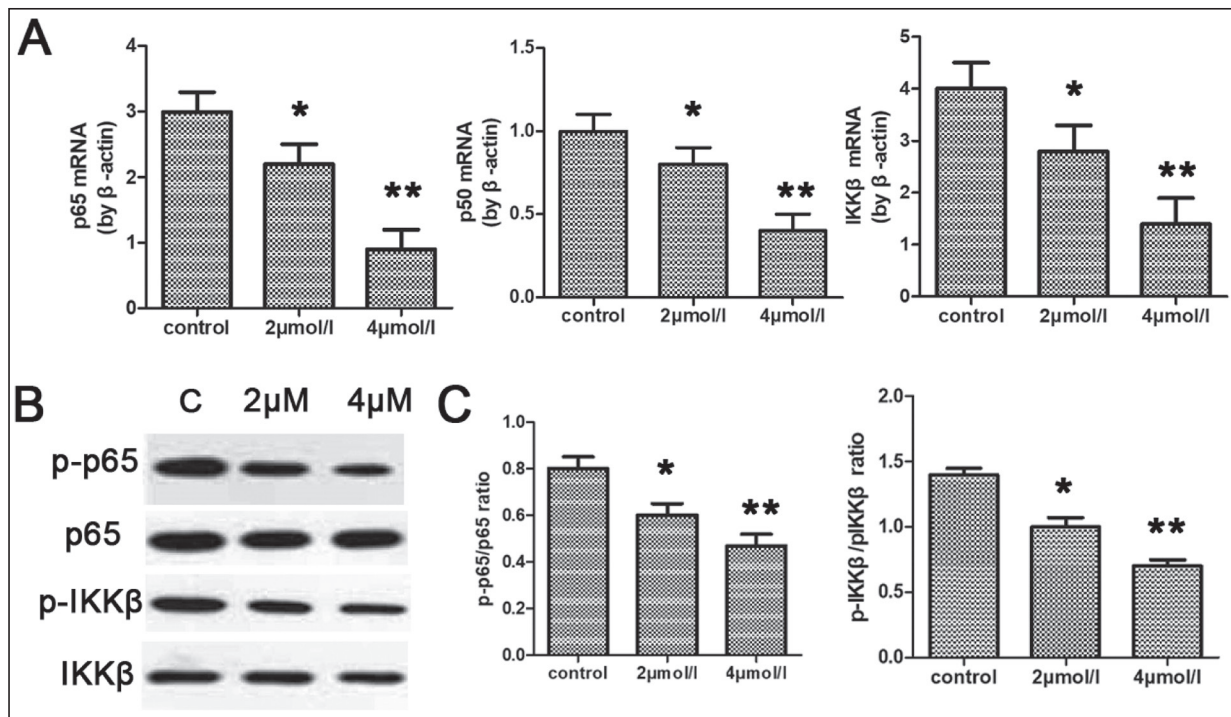 A
p65 mRNA
(by β -actin)
4
3
2
1
0
*
**
control 2µmol/l 4µmol/l
p50 mRNA
(by β -actin)
1.5
1.0
0.5
0.0
*
**
control 2µmol/l 4µmol/l
IKKβ mRNA
(by β -actin)
5
4
3
2
1
0
*
**
control 2µmol/l 4µmol/l
B
C 2µM 4µM
p-p65
p65
p-IKKβ
IKKβ
C
p-p65/p65 ratio
1.0
0.8
0.6
0.4
0.2
0.0
*
**
control 2µmol/l 4µmol/l
p-IKKβ/pIKKβ ratio
2.0
1.5
1.0
0.5
0.0
*
**
control 2µmol/l 4µmol/l